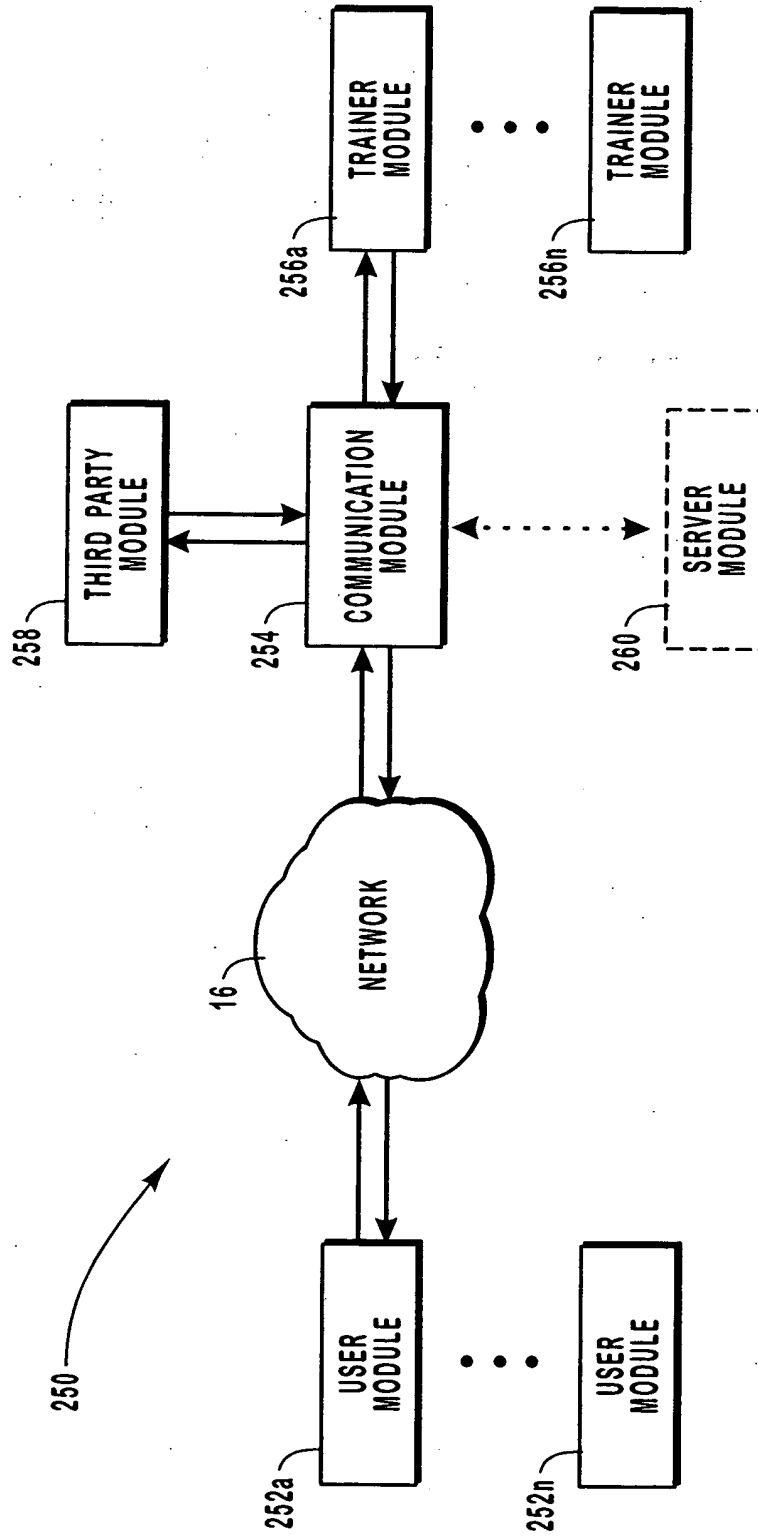 250
252a
USER
MODULE
252n
USER
MODULE
16
NETWORK
258
THIRD PARTY
MODULE
254
COMMUNICATION
MODULE
260
SERVER
MODULE
256a
TRAINER
MODULE
256n
TRAINER
MODULE